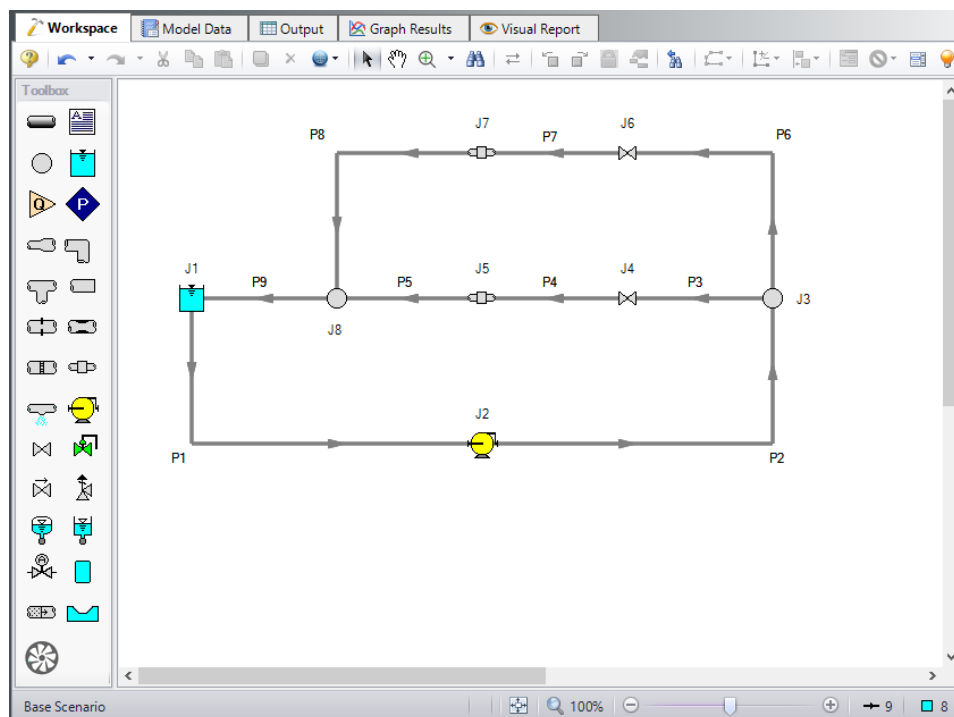 Workspace
Model Data
Output
Graph Results
Visual Report
Toolbox
A
Q
P
P8
J7
P7
J6
P6
J1
P9
P5
J5
P4
J4
P3
J3
J8
J2
P1
P2
Base Scenario
100%
9
8